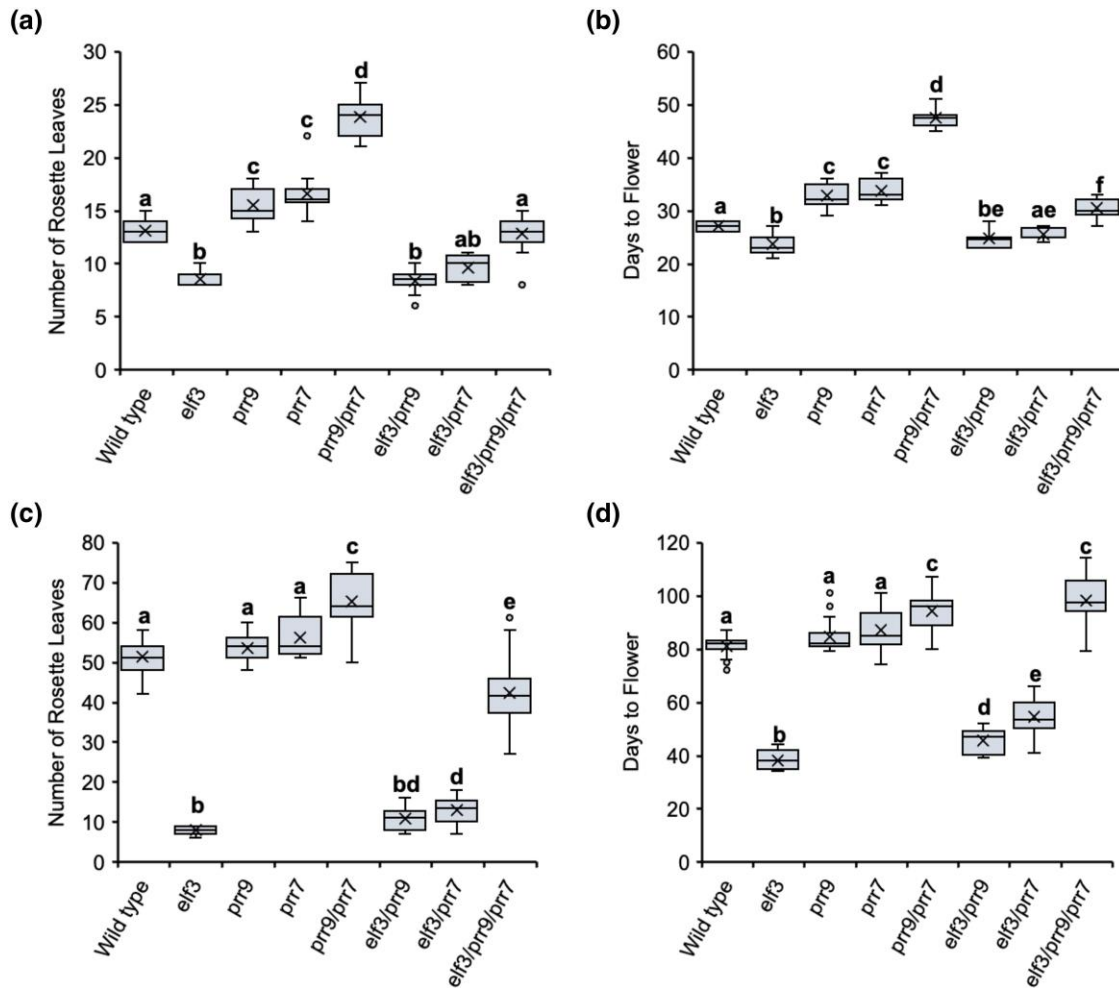 (a)
Number of Rosette Leaves
30
25
20
15
10
5
0
a
b
c
c
d
b
ab
a
Wild type
elf3
prr9
prr7
prr9/prr7
elf3/prr9
elf3/prr7
elf3/prr9/prr7
(b)
Days to Flower
60
50
40
30
20
10
0
a
b
c
c
d
be
ae
f
Wild type
elf3
prr9
prr7
prr9/prr7
elf3/prr9
elf3/prr7
elf3/prr9/prr7
(c)
Number of Rosette Leaves
80
70
60
50
40
30
20
10
0
a
b
a
a
c
bd
d
e
Wild type
elf3
prr9
prr7
prr9/prr7
elf3/prr9
elf3/prr7
elf3/prr9/prr7
(d)
Days to Flower
120
100
80
60
40
20
0
a
b
a
a
c
d
e
c
Wild type
elf3
prr9
prr7
prr9/prr7
elf3/prr9
elf3/prr7
elf3/prr9/prr7